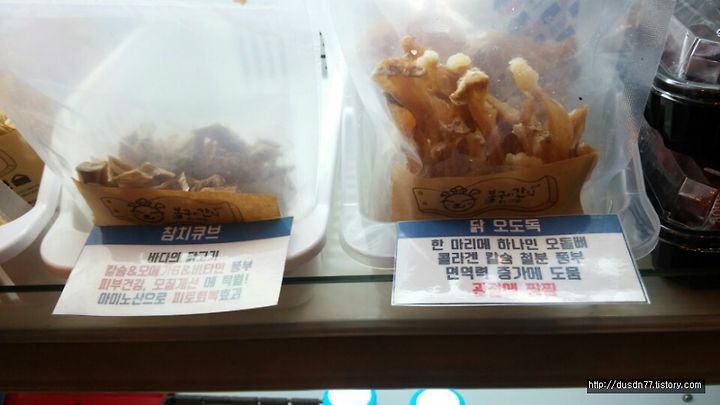 침치큐브
바다의 닭고기
칼슘&오메가6&비타민 풍부
피부건강, 모질개선 에 탁월!
아미노산으로 피로회복효과
닭 오도독
한 마리에 하나인 오돌뼈
콜라겐 칼슘 철분 풍부
면역력 증가에 도움
짱짱
http://dusdn77.tistory.com